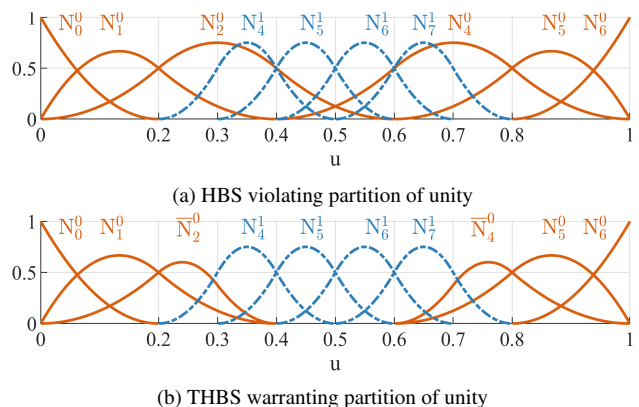 1
N₀⁰ N₁⁰ N₂⁰ N₄¹ N₅¹ N₆¹ N₇¹ N₄⁰ N₅⁰ N₆⁰
0.5
0
0 0.2 0.3 0.4 0.5 0.6 0.7 0.8 1
u
(a) HBS violating partition of unity
1
N₀⁰ N₁⁰ N̅₂⁰ N₄¹ N₅¹ N₆¹ N₇¹ N̅₄⁰ N₅⁰ N₆⁰
0.5
0
0 0.2 0.3 0.4 0.5 0.6 0.7 0.8 1
u
(b) THBS warranting partition of unity